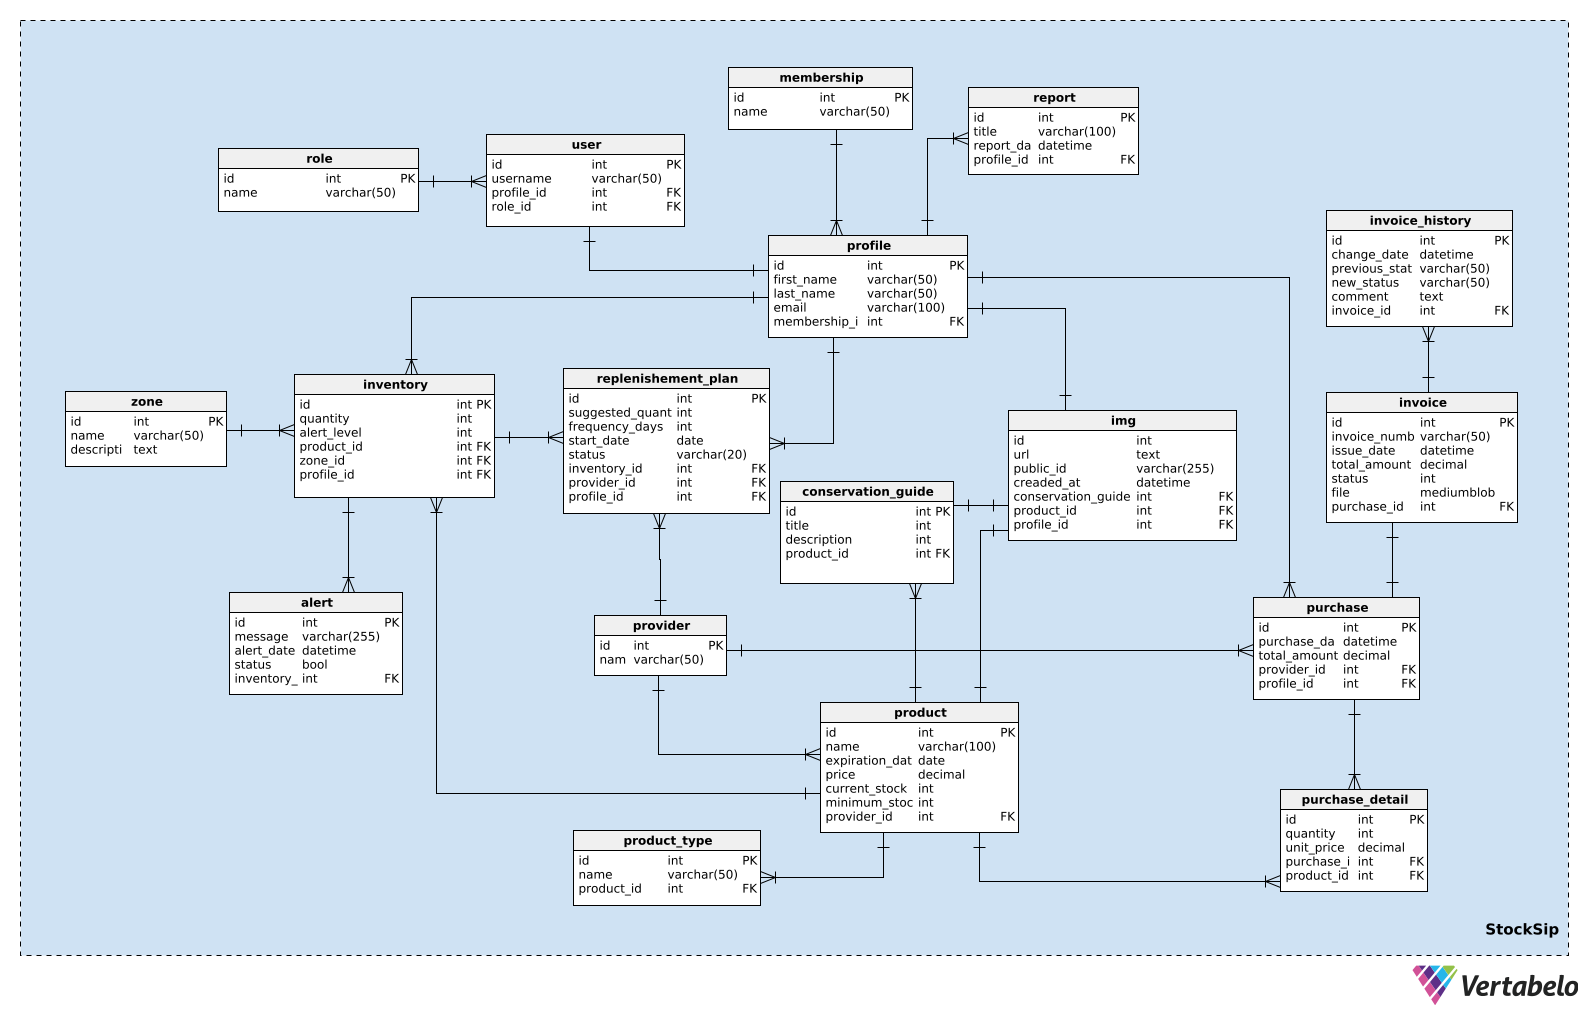 membership
id int PK
name varchar(50)
report
id int PK
title varchar(100)
report_da datetime
profile_id int FK
user
id int PK
username varchar(50)
profile_id int FK
role_id int FK
role
id int PK
name varchar(50)
profile
id int PK
first_name varchar(50)
last_name varchar(50)
email varchar(100)
membership_i int FK
invoice_history
id int PK
change_date datetime
previous_stat varchar(50)
new_status varchar(50)
comment text
invoice_id int FK
zone
id int PK
name varchar(50)
descripti text
inventory
id int PK
quantity int
alert_level int
product_id int FK
zone_id int FK
profile_id int FK
replenishement_plan
id int PK
suggested_quant int
frequency_days int
start_date date
status varchar(20)
inventory_id int FK
provider_id int FK
profile_id int FK
img
id int
url text
public_id varchar(255)
creaded_at datetime
conservation_guide int FK
product_id int FK
profile_id int FK
invoice
id int PK
invoice_numb varchar(50)
issue_date datetime
total_amount decimal
status int
file mediumblob
purchase_id int FK
conservation_guide
id int PK
title int
description int
product_id int FK
alert
id int PK
message varchar(255)
alert_date datetime
status bool
inventory_ int FK
provider
id int PK
nam varchar(50)
purchase
id int PK
purchase_da datetime
total_amount decimal
provider_id int FK
profile_id int FK
product
id int PK
name varchar(100)
expiration_dat date
price decimal
current_stock int
minimum_stoc int
provider_id int FK
product_type
id int PK
name varchar(50)
product_id int FK
purchase_detail
id int PK
quantity int
unit_price decimal
purchase_i int FK
product_id int FK
StockSip
Vertabelo